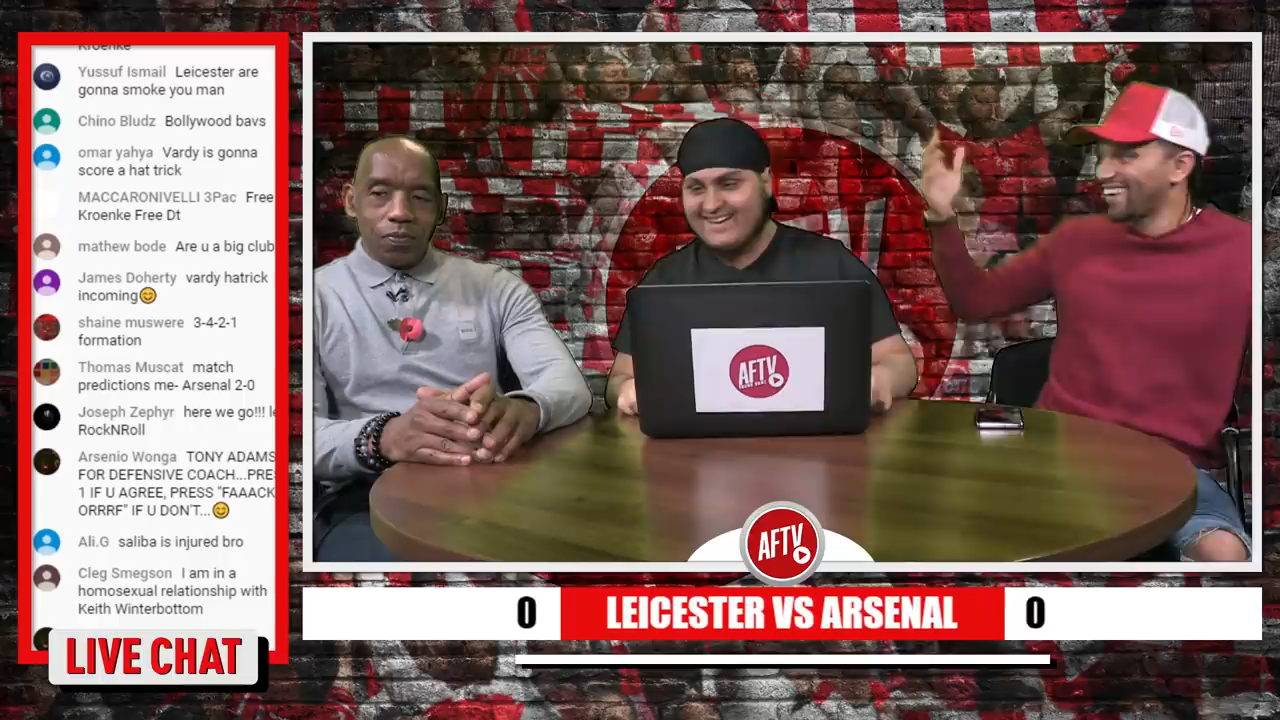 Kroenke
Yussuf Ismail Leicester are
gonna smoke you man
Chino Bludz Bollywood bavs
omar yahya Vardy is gonna
score a hat trick
MACCARONIVELLI 3Pac Free
Kroenke Free Dt
mathew bode Are u a big club
James Doherty vardy hatrick
incoming😊
shaine muswere 3-4-2-1
formation
Thomas Muscat match
predictions me- Arsenal 2-0
Joseph Zephyr here we go!!! le
RockNRoll
Arsenio Wonga TONY ADAMS
FOR DEFENSIVE COACH...PRES
1 IF U AGREE, PRESS "FAAACK
ORRRF" IF U DON'T...😊
Ali.G saliba is injured bro
Cleg Smegson I am in a
homosexual relationship with
Keith Winterbottom
LIVE CHAT
AFTV
AFTV
0 LEICESTER VS ARSENAL 0